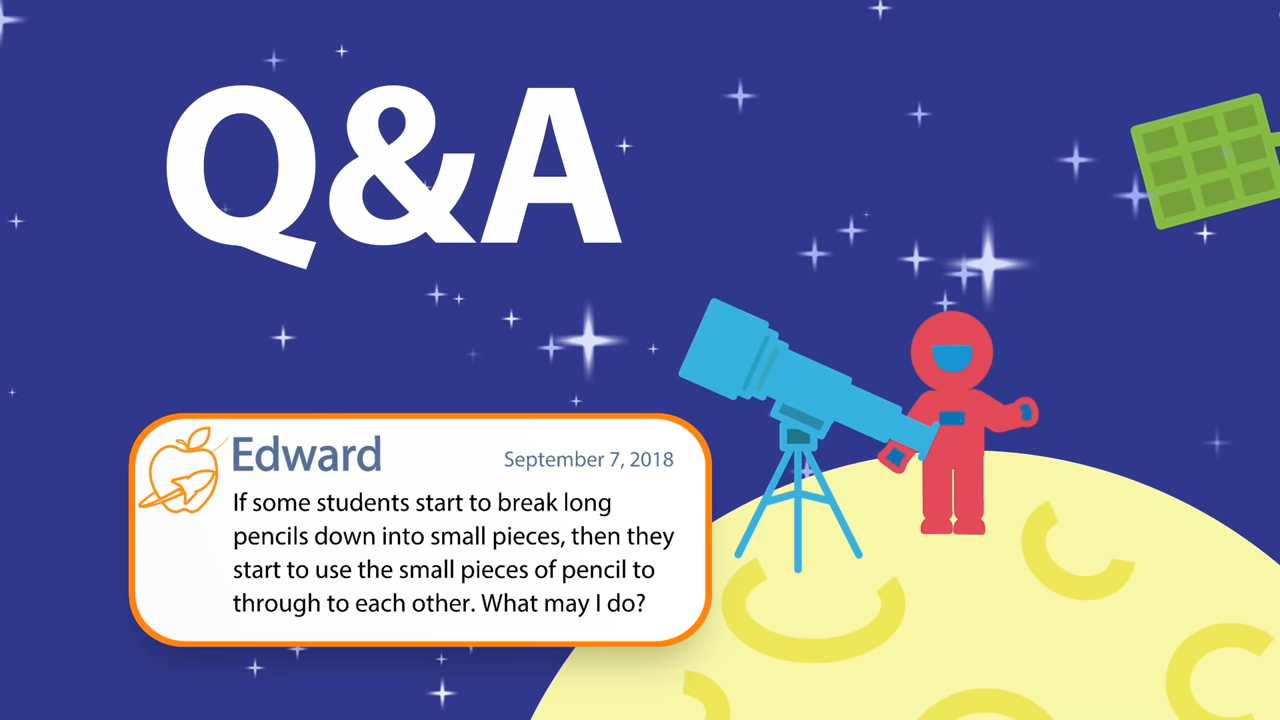 Q&A
Edward
September 7, 2018
If some students start to break long
pencils down into small pieces, then they
start to use the small pieces of pencil to
through to each other. What may I do?